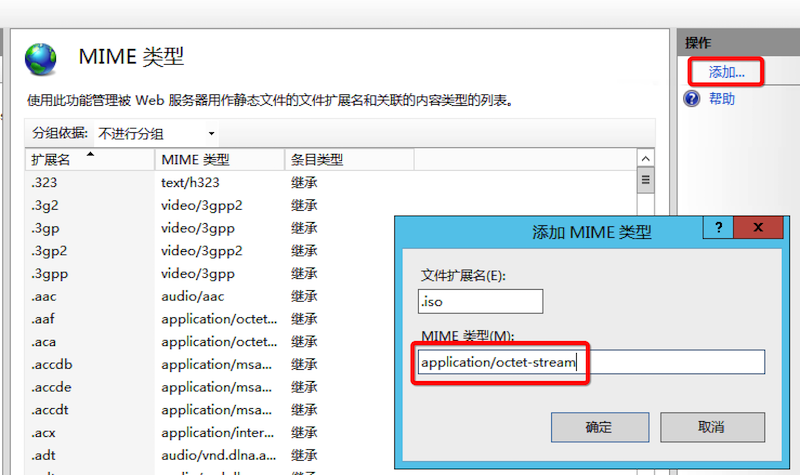 MIME 类型
使用此功能管理被 Web 服务器用作静态文件的文件扩展名和关联的内容类型的列表。
分组依据: 不进行分组
扩展名 MIME 类型 条目类型
.323 text/h323 继承
.3g2 video/3gpp2 继承
.3gp video/3gpp 继承
.3gp2 video/3gpp2 继承
.3gpp video/3gpp 继承
.aac audio/aac 继承
.aaf application/octet... 继承
.aca application/octet... 继承
.accdb application/msa... 继承
.accde application/msa... 继承
.accdt application/msa... 继承
.acx application/inter... 继承
.adt audio/vnd.dlna.a... 继承
操作
添加...
帮助
添加 MIME 类型
? x
文件扩展名(E):
.iso
MIME 类型(M):
application/octet-stream
确定 取消